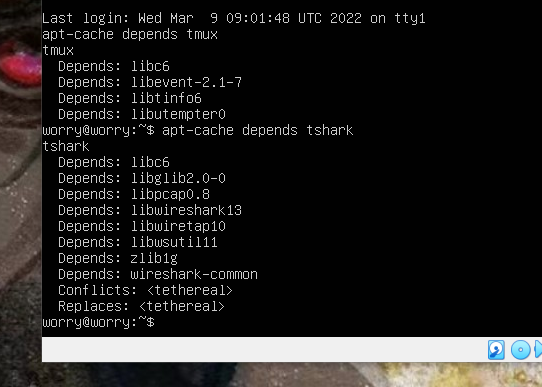 Last login: Wed Mar  9 09:01:48 UTC 2022 on tty1
apt-cache depends tmux
tmux
  Depends: libc6
  Depends: libevent-2.1-7
  Depends: libtinfo6
  Depends: libutempter0
worry@worry:~$ apt-cache depends tshark
tshark
  Depends: libc6
  Depends: libglib2.0-0
  Depends: libpcap0.8
  Depends: libwireshark13
  Depends: libwiretap10
  Depends: libwsutil11
  Depends: zlib1g
  Depends: wireshark-common
  Conflicts: <tethereal>
  Replaces: <tethereal>
worry@worry:~$